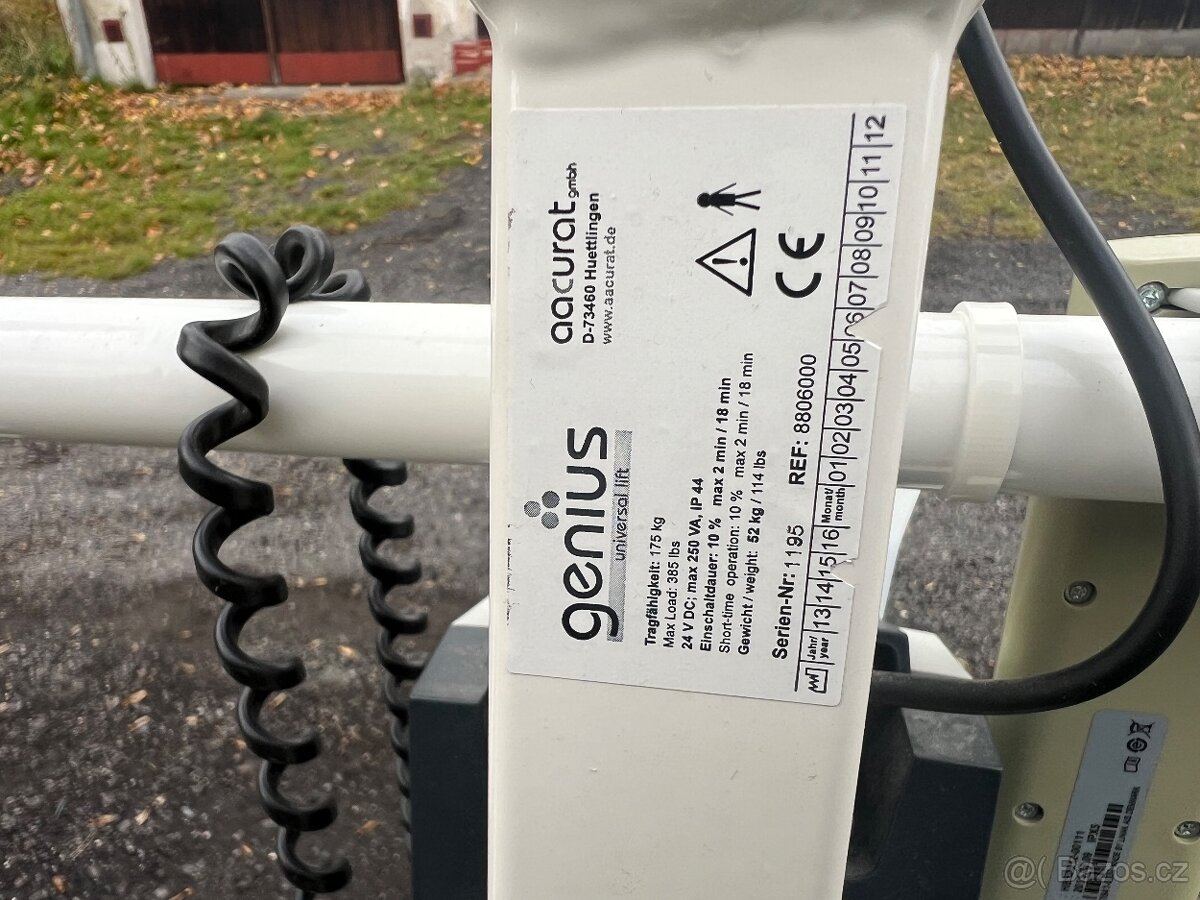 genius
universal lift
aacurat gmbh
D-73460 Huettlingen
www.aacurat.de
Tragfähigkeit: 175 kg
Max Load: 385 lbs
24 V DC; max 250 VA, IP 44
Einschaltdauer: 10 % max 2 min / 18 min
Short-time operation: 10 % max 2 min / 18 min
Gewicht / weight: 52 kg / 114 lbs
CE
Serien-Nr: 1195 REF: 8806000
Jahr/ year |13|14|15|16| Monat/ month |01|02|03|04|05|06|07|08|09|10|11|12
IPX5
Bazos.cz